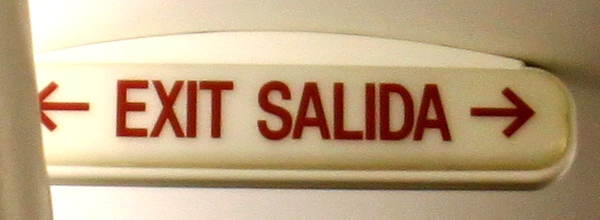 ← EXIT SALIDA →